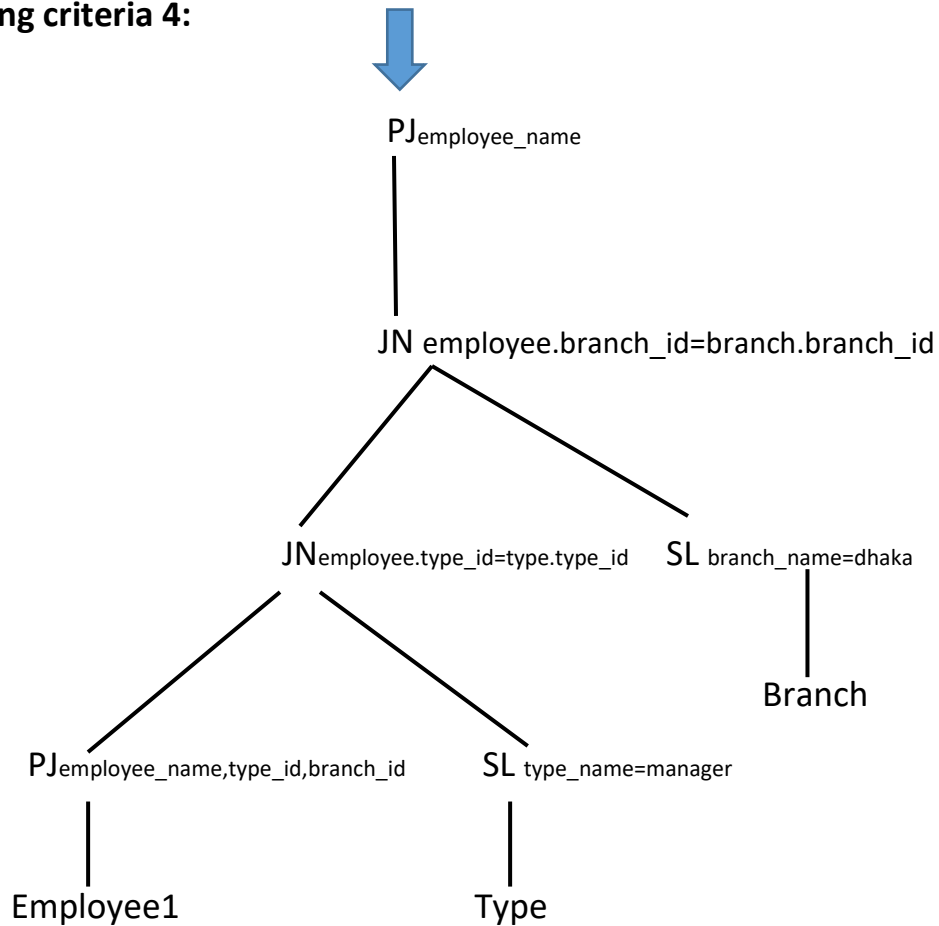 ng criteria 4:
PJemployee_name
JN employee.branch_id=branch.branch_id
JNemployee.type_id=type.type_id SL branch_name=dhaka
Branch
PJemployee_name,type_id,branch_id SL type_name=manager
Employee1 Type